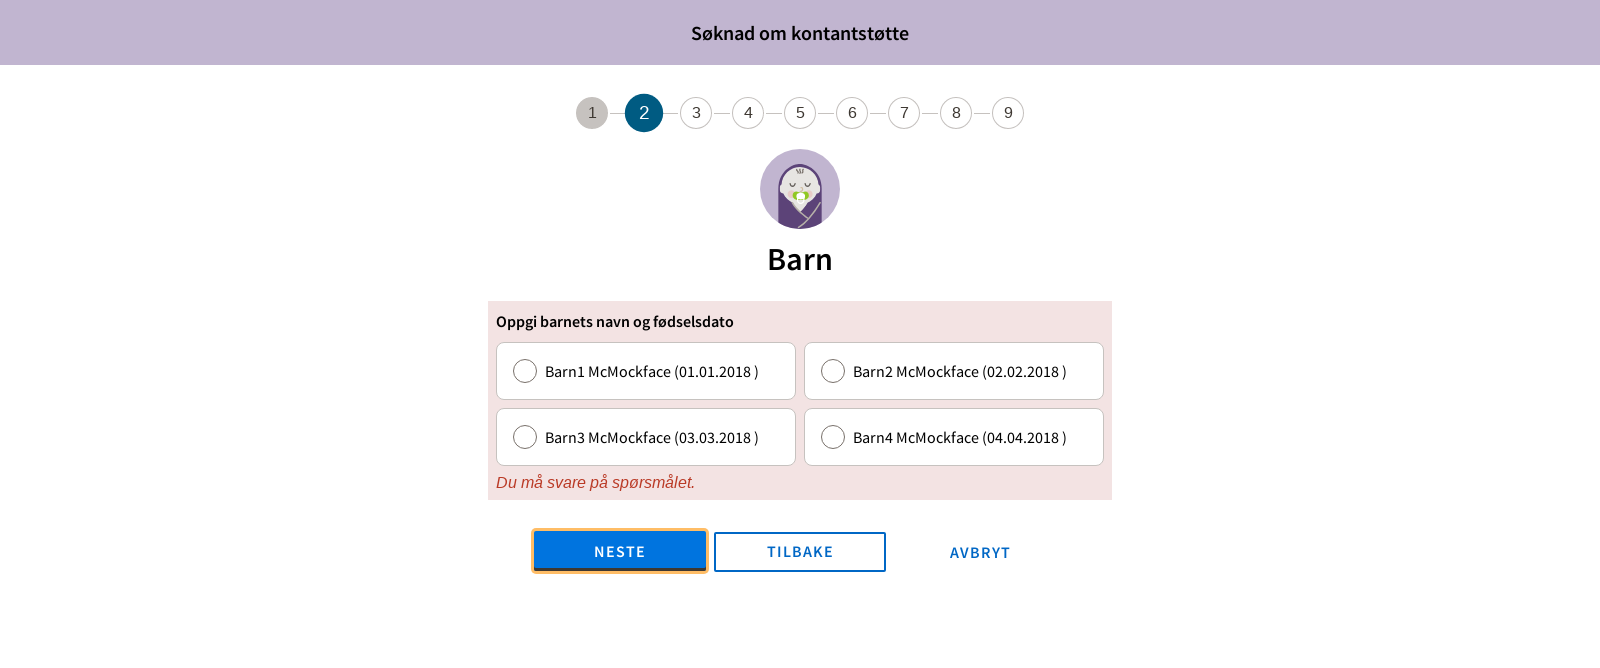 Søknad om kontantstøtte
1 2 3 4 5 6 7 8 9
Barn
Oppgi barnets navn og fødselsdato
Barn1 McMockface (01.01.2018 )
Barn2 McMockface (02.02.2018 )
Barn3 McMockface (03.03.2018 )
Barn4 McMockface (04.04.2018 )
Du må svare på spørsmålet.
NESTE
TILBAKE
AVBRYT